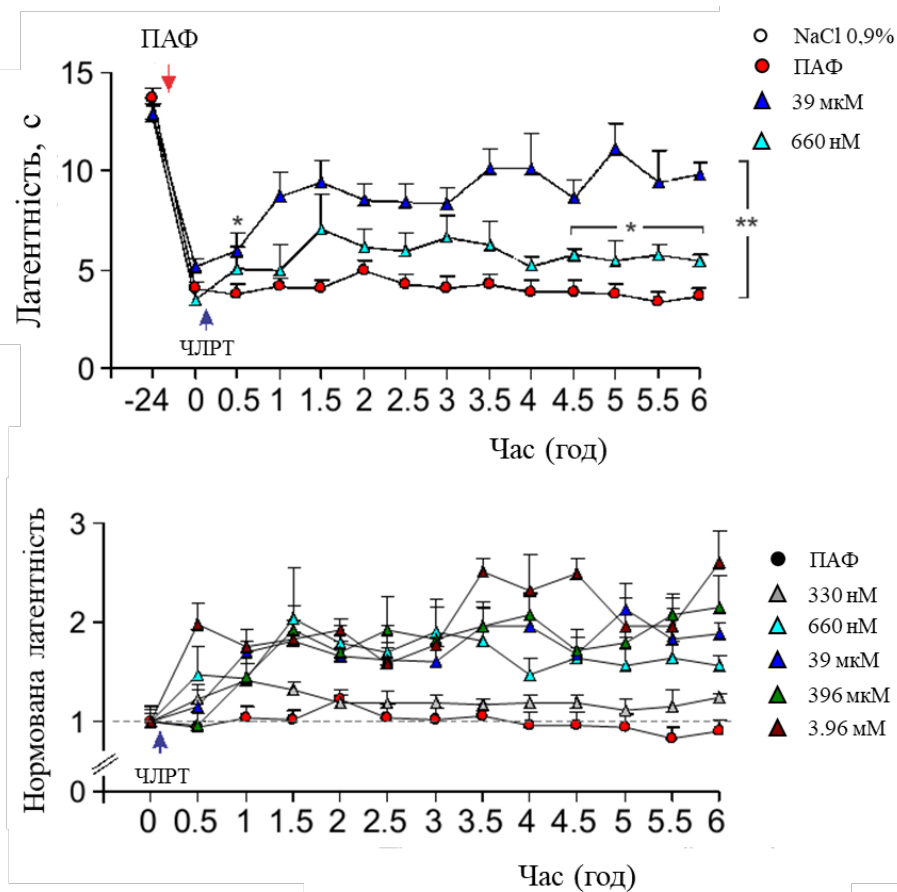 ПАФ
NaCl 0,9%
ПАФ
39 мкМ
660 нМ
Латентність, с
15
10
5
0
*
*
**
ЧЛРТ
-24 0 0.5 1 1.5 2 2.5 3 3.5 4 4.5 5 5.5 6
Час (год)
Нормована латентність
3
2
1
0
ПАФ
330 нМ
660 нМ
39 мкМ
396 мкМ
3.96 мМ
ЧЛРТ
0 0.5 1 1.5 2 2.5 3 3.5 4 4.5 5 5.5 6
Час (год)